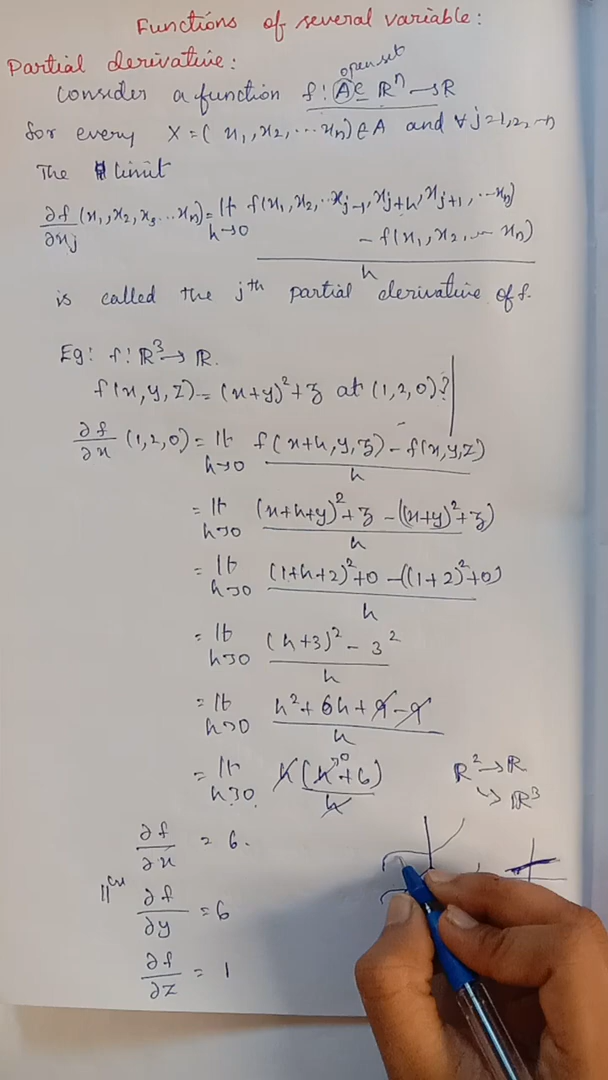 Functions of several variable:
Partial derivative:
open set
Consider a function f: A ⊆ ℝⁿ → ℝ
for every x = (x₁, x₂, ... xₙ) ∈ A and ∀ j = 1, 2, .. n
The limit
∂f/∂xⱼ (x₁, x₂, x₃ ... xₙ) = lt h→0 f(x₁, x₂, .. xⱼ₋₁, xⱼ+h, xⱼ₊₁, ... xₙ)
- f(x₁, x₂, ... xₙ)
h
is called the jth partial derivative of f.
Eg: f: ℝ³ → ℝ.
f(x, y, z) = (x+y)² + z at (1, 2, 0)?
∂f/∂x (1, 2, 0) = lt h→0 f(x+h, y, z) - f(x, y, z) / h
= lt h→0 (x+h+y)² + z - ((x+y)² + z) / h
= lt h→0 (1+h+2)² + 0 - ((1+2)² + 0) / h
= lt h→0 (h+3)² - 3² / h
= lt h→0 h² + 6h + 9 - 9 / h
= lt h→0 h(h→0 + 6) / h
ℝ² → ℝ
↳ ℝ³
∂f/∂x = 6.
||ly ∂f/∂y = 6
∂f/∂z = 1